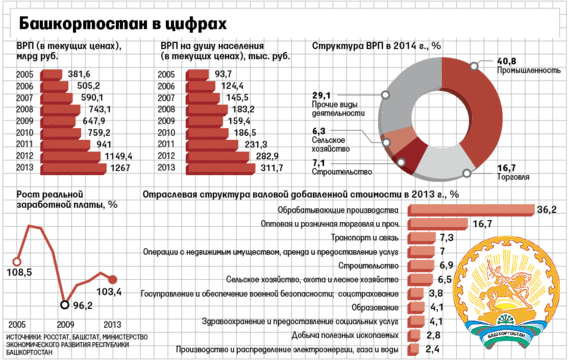 Башкортостан в цифрах
ВРП (в текущих ценах),
млрд руб.
2005 381,6
2006 505,2
2007 590,1
2008 743,1
2009 647,9
2010 759,2
2011 941
2012 1149,4
2013 1267
ВРП на душу населения
(в текущих ценах), тыс. руб.
2005 93,7
2006 124,4
2007 145,5
2008 183,2
2009 159,4
2010 186,5
2011 231,3
2012 282,9
2013 311,7
Структура ВРП в 2014 г., %
40,8
Промышленность
29,1
Прочие виды
деятельности
6,3
Сельское
хозяйство
7,1
Строительство
16,7
Торговля
Рост реальной
заработной платы, %
108,5
96,2
103,4
2005 2009 2013
Отраслевая структура валовой добавленной стоимости в 2013 г., %
Обрабатывающие производства 36,2
Оптовая и розничная торговля и проч. 16,7
Транспорт и связь 7,3
Операции с недвижимым имуществом, аренда и предоставление услуг 7
Строительство 6,9
Сельское хозяйство, охота и лесное хозяйство 6,5
Госуправление и обеспечение военной безопасности; соцстрахование 3,8
Образование 4,1
Здравоохранение и предоставление социальных услуг 4,1
Добыча полезных ископаемых 2,8
Производство и распределение электроэнергии, газа и воды 2,4
БАШКОРТОСТАН
ИСТОЧНИКИ: РОССТАТ, БАШСТАТ, МИНИСТЕРСТВО
ЭКОНОМИЧЕСКОГО РАЗВИТИЯ РЕСПУБЛИКИ
БАШКОРТОСТАН